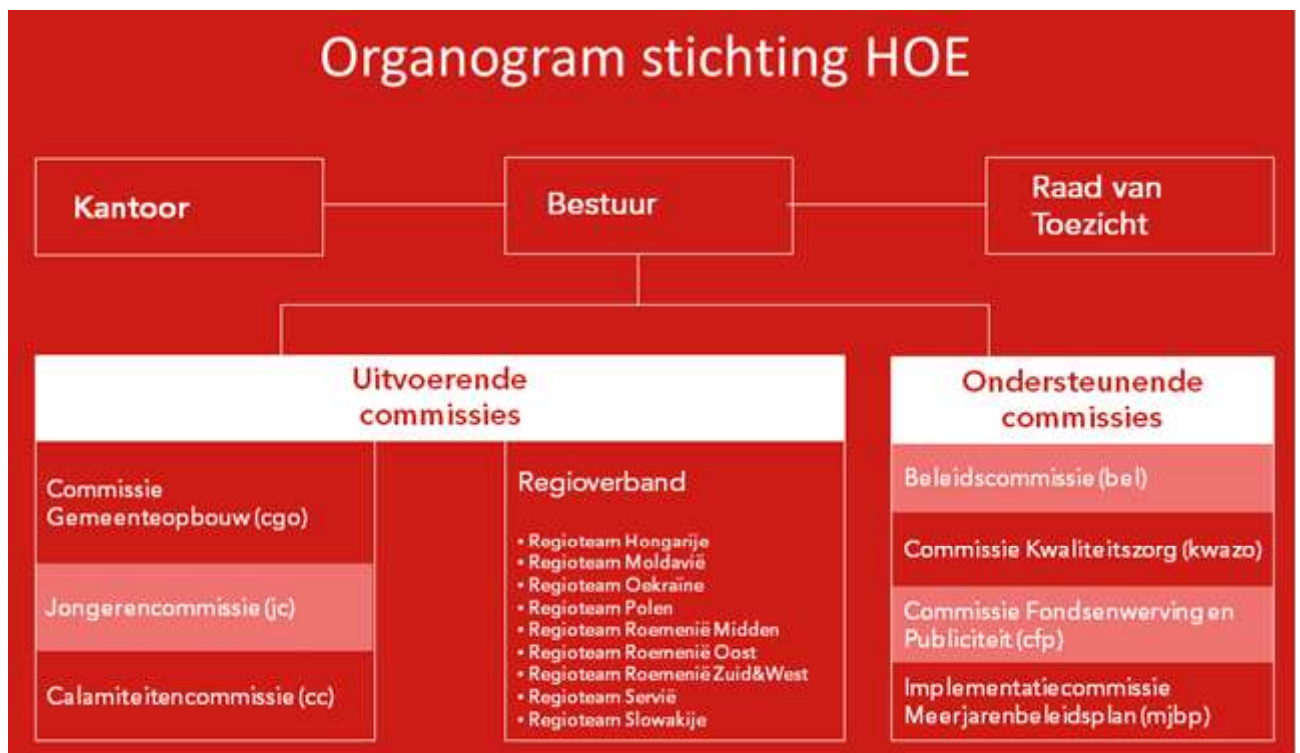 Organogram stichting HOE
Kantoor
Bestuur
Raad van
Toezicht
Uitvoerende
commissies
Commissie
Gemeenteopbouw (cgo)
Jongerencommissie (jc)
Calamiteitencommissie (cc)
Regioverband
• Regioteam Hongarije
• Regioteam Moldavië
• Regioteam Oekraïne
• Regioteam Polen
• Regioteam Roemenië Midden
• Regioteam Roemenië Oost
• Regioteam Roemenië Zuid&West
• Regioteam Servië
• Regioteam Slowakije
Ondersteunende
commissies
Beleidscommissie (bel)
Commissie Kwaliteitszorg (kwazo)
Commissie Fondsenwerving en
Publiciteit (cfp)
Implementatiecommissie
Meerjarenbeleidsplan (mjbp)